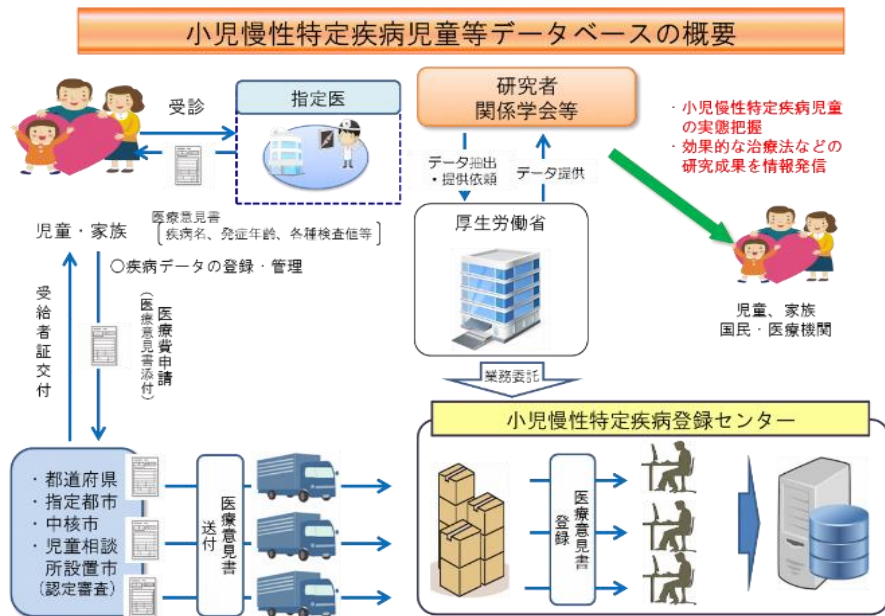 小児慢性特定疾病児童等データベースの概要
受診
指定医
研究者
関係学会等
・小児慢性特定疾病児童
の実態把握
・効果的な治療法などの
研究成果を情報発信
データ抽出
・提供依頼
データ提供
児童・家族
医療意見書
疾病名、発症年齢、各種検査値等
〇疾病データの登録・管理
厚生労働省
児童、家族
国民・医療機関
受給者証交付
医療費申請
(医療意見書添付)
業務委託
小児慢性特定疾病登録センター
・都道府県
・指定都市
・中核市
・児童相談
所設置市
(認定審査)
医療意見書
送付
医療意見書
登録